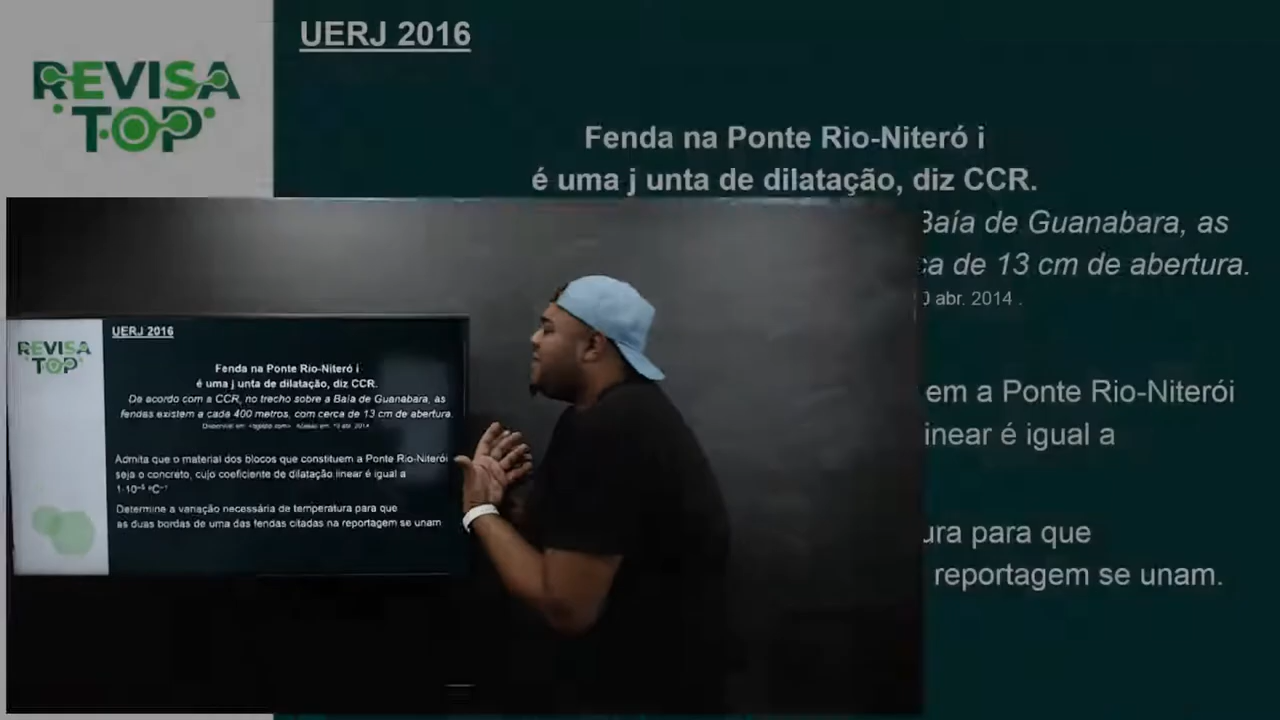 REVISA
TOP
UERJ 2016
Fenda na Ponte Rio-Niteró i
é uma j unta de dilatação, diz CCR.
Baía de Guanabara, as
ca de 13 cm de abertura.
0 abr. 2014 .
em a Ponte Rio-Niterói
inear é igual a
ura para que
reportagem se unam.
REVISA
TOP
UERJ 2016
Fenda na Ponte Rio-Niteró i
é uma j unta de dilatação, diz CCR.
De acordo com a CCR, no trecho sobre a Baía de Guanabara, as
fendas existem a cada 400 metros, com cerca de 13 cm de abertura.
Admita que o material dos blocos que constituem a Ponte Rio-Niterói
seja o concreto, cujo coeficiente de dilatação linear é igual a
1·10⁻⁵ ºC⁻¹
Determine a variação necessária de temperatura para que
as duas bordas de uma das fendas citadas na reportagem se unam